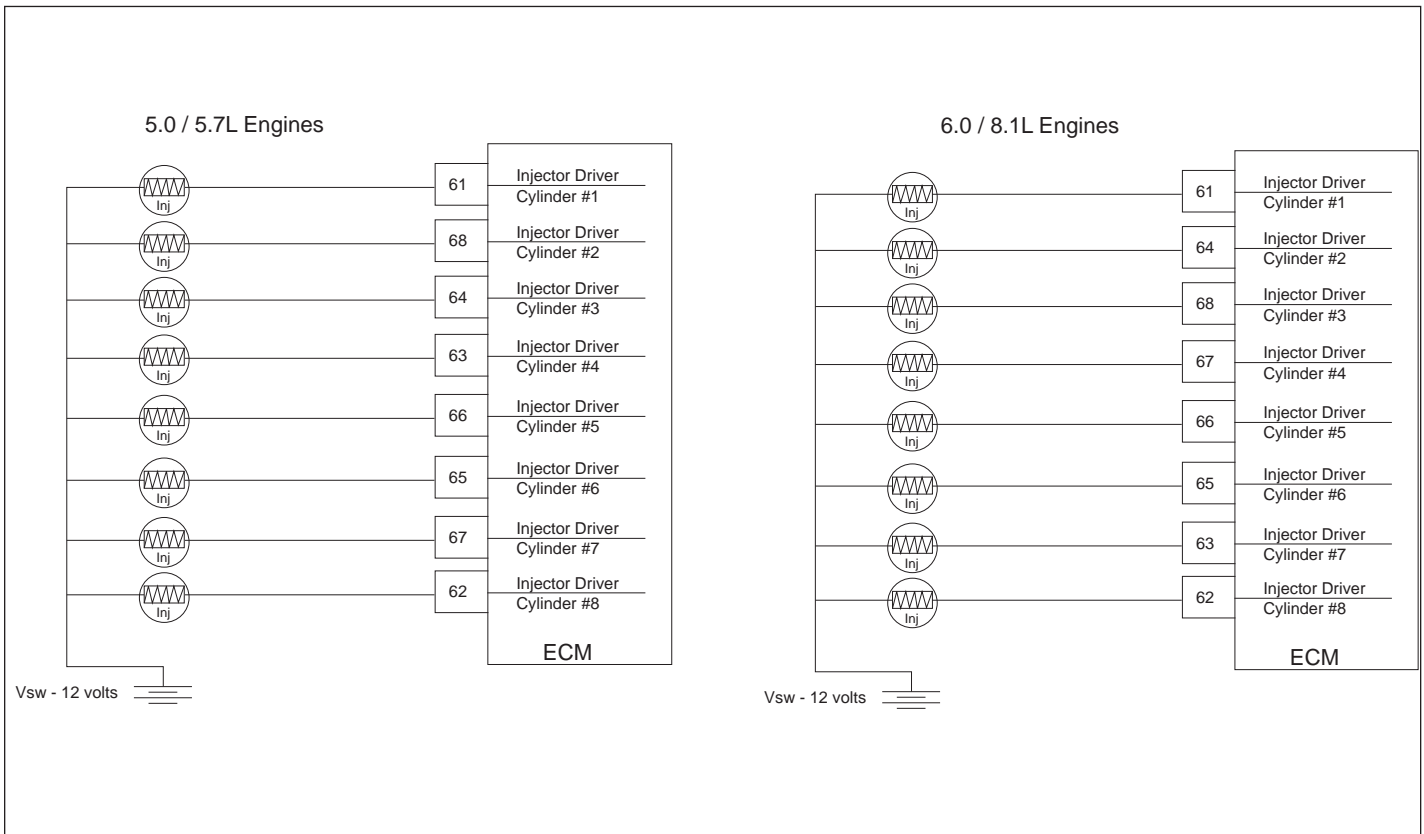 5.0 / 5.7L Engines
Inj
61
Injector Driver
Cylinder #1
Inj
68
Injector Driver
Cylinder #2
Inj
64
Injector Driver
Cylinder #3
Inj
63
Injector Driver
Cylinder #4
Inj
66
Injector Driver
Cylinder #5
Inj
65
Injector Driver
Cylinder #6
Inj
67
Injector Driver
Cylinder #7
Inj
62
Injector Driver
Cylinder #8
ECM
Vsw - 12 volts
6.0 / 8.1L Engines
Inj
61
Injector Driver
Cylinder #1
Inj
64
Injector Driver
Cylinder #2
Inj
68
Injector Driver
Cylinder #3
Inj
67
Injector Driver
Cylinder #4
Inj
66
Injector Driver
Cylinder #5
Inj
65
Injector Driver
Cylinder #6
Inj
63
Injector Driver
Cylinder #7
Inj
62
Injector Driver
Cylinder #8
ECM
Vsw - 12 volts